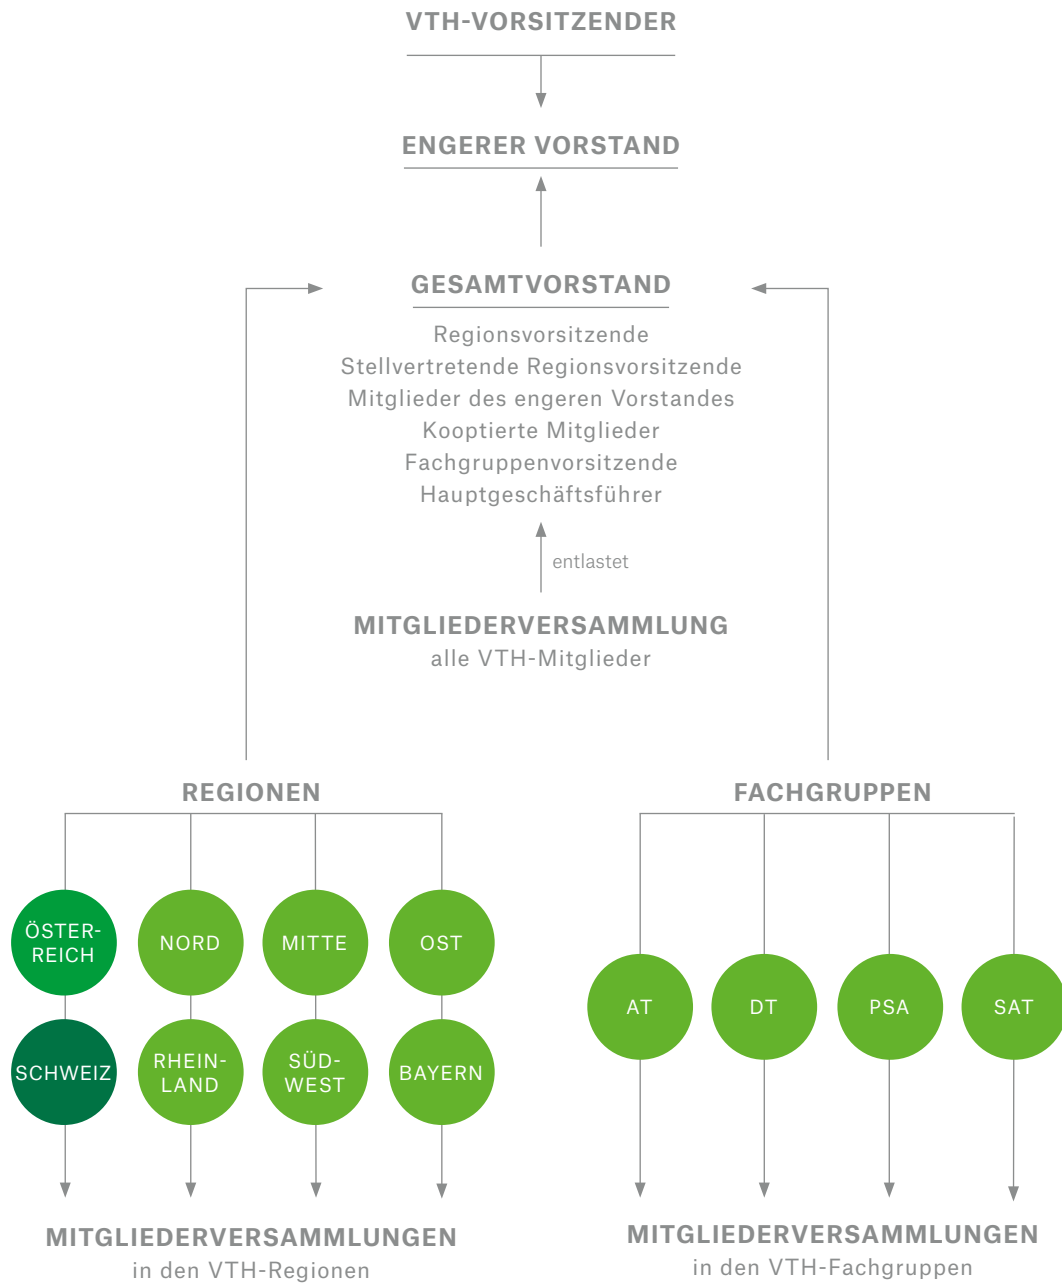 VTH-VORSITZENDER
ENGERER VORSTAND
GESAMTVORSTAND
Regionsvorsitzende
Stellvertretende Regionsvorsitzende
Mitglieder des engeren Vorstandes
Kooptierte Mitglieder
Fachgruppenvorsitzende
Hauptgeschäftsführer
entlastet
MITGLIEDERVERSAMMLUNG
alle VTH-Mitglieder
REGIONEN
ÖSTER-
REICH
NORD
MITTE
OST
SCHWEIZ
RHEIN-
LAND
SÜD-
WEST
BAYERN
MITGLIEDERVERSAMMLUNGEN
in den VTH-Regionen
FACHGRUPPEN
AT
DT
PSA
SAT
MITGLIEDERVERSAMMLUNGEN
in den VTH-Fachgruppen